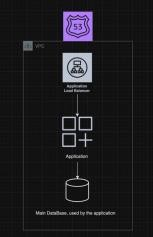 53
VPC
Application
Load Balancer
Application
Main DataBase, used by the application